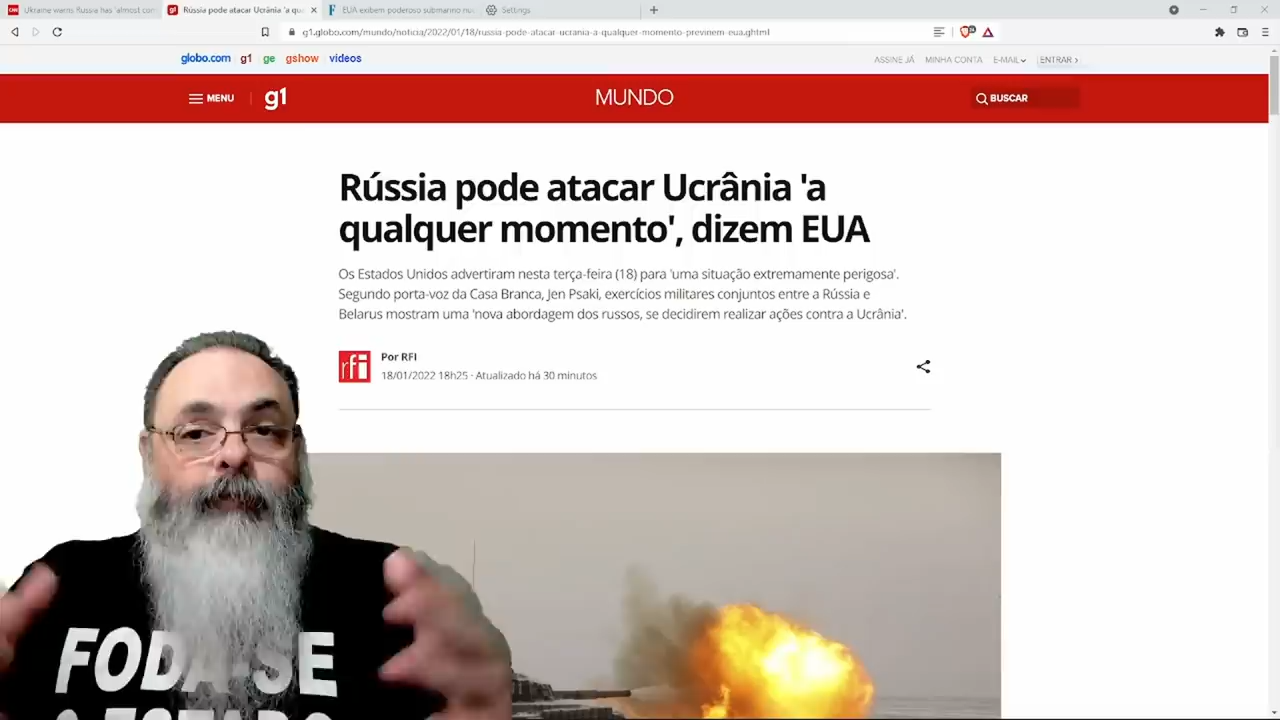 Ukraine warns Russia has 'almost com
Rússia pode atacar Ucrânia 'a qu
EUA exibem poderoso submarino nuc
Settings
g1.globo.com/mundo/noticia/2022/01/18/russia-pode-atacar-ucrania-a-qualquer-momento-previnem-eua.ghtml
globo.com g1 ge gshow vídeos
ASSINE JÁ MINHA CONTA E-MAIL ENTRAR
MENU g1 MUNDO BUSCAR
Rússia pode atacar Ucrânia 'a
qualquer momento', dizem EUA
Os Estados Unidos advertiram nesta terça-feira (18) para 'uma situação extremamente perigosa'.
Segundo porta-voz da Casa Branca, Jen Psaki, exercícios militares conjuntos entre a Rússia e
Belarus mostram uma 'nova abordagem dos russos, se decidirem realizar ações contra a Ucrânia'.
rfi
Por RFI
18/01/2022 18h25 · Atualizado há 30 minutos
FODA-SE
O ESTADO